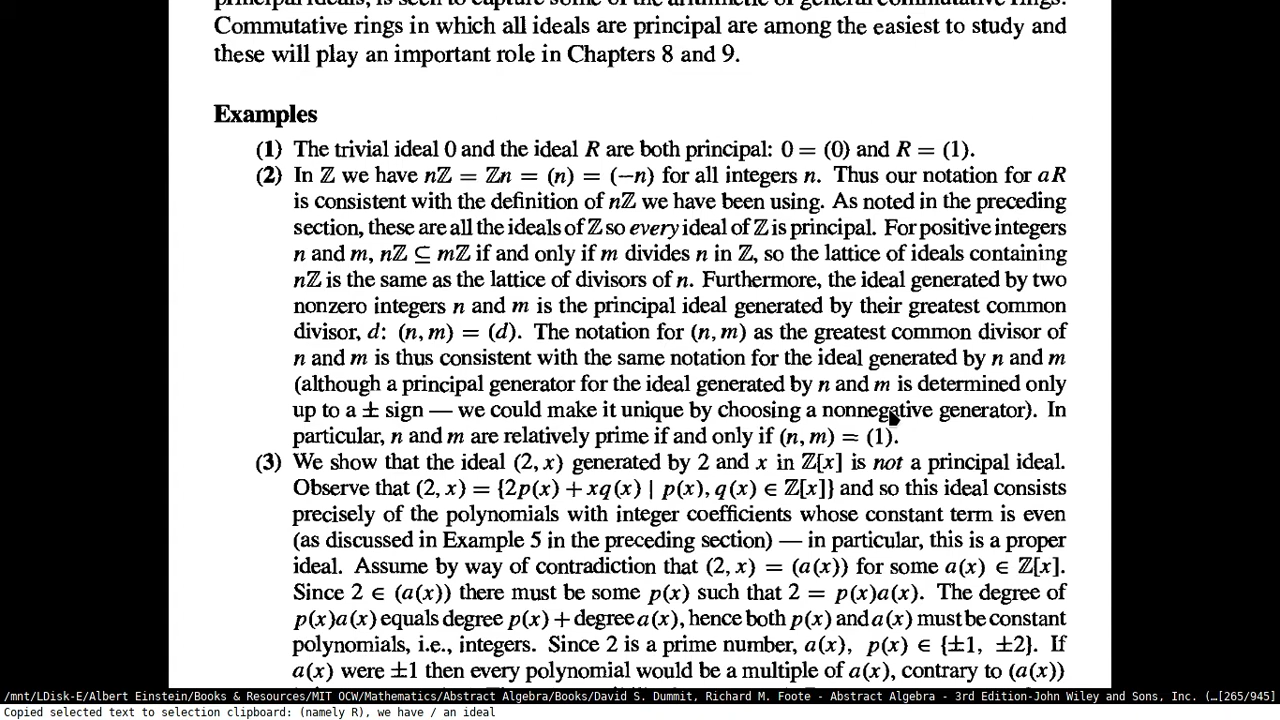 principal ideals, is seen to capture some of the arithmetic of general commutative rings.
Commutative rings in which all ideals are principal are among the easiest to study and
these will play an important role in Chapters 8 and 9.
Examples
(1) The trivial ideal 0 and the ideal R are both principal: 0 = (0) and R = (1).
(2) In ℤ we have nℤ = ℤn = (n) = (−n) for all integers n. Thus our notation for aR
is consistent with the definition of nℤ we have been using. As noted in the preceding
section, these are all the ideals of ℤ so every ideal of ℤ is principal. For positive integers
n and m, nℤ ⊆ mℤ if and only if m divides n in ℤ, so the lattice of ideals containing
nℤ is the same as the lattice of divisors of n. Furthermore, the ideal generated by two
nonzero integers n and m is the principal ideal generated by their greatest common
divisor, d: (n, m) = (d). The notation for (n, m) as the greatest common divisor of
n and m is thus consistent with the same notation for the ideal generated by n and m
(although a principal generator for the ideal generated by n and m is determined only
up to a ± sign — we could make it unique by choosing a nonnegative generator). In
particular, n and m are relatively prime if and only if (n, m) = (1).
(3) We show that the ideal (2, x) generated by 2 and x in ℤ[x] is not a principal ideal.
Observe that (2, x) = {2p(x) + xq(x) | p(x), q(x) ∈ ℤ[x]} and so this ideal consists
precisely of the polynomials with integer coefficients whose constant term is even
(as discussed in Example 5 in the preceding section) — in particular, this is a proper
ideal. Assume by way of contradiction that (2, x) = (a(x)) for some a(x) ∈ ℤ[x].
Since 2 ∈ (a(x)) there must be some p(x) such that 2 = p(x)a(x). The degree of
p(x)a(x) equals degree p(x) + degree a(x), hence both p(x) and a(x) must be constant
polynomials, i.e., integers. Since 2 is a prime number, a(x), p(x) ∈ {±1, ±2}. If
a(x) were ±1 then every polynomial would be a multiple of a(x), contrary to (a(x))
/mnt/LDisk-E/Albert Einstein/Books & Resources/MIT OCW/Mathematics/Abstract Algebra/Books/David S. Dummit, Richard M. Foote - Abstract Algebra - 3rd Edition-John Wiley and Sons, Inc. (…[265/945]
Copied selected text to selection clipboard: (namely R), we have / an ideal